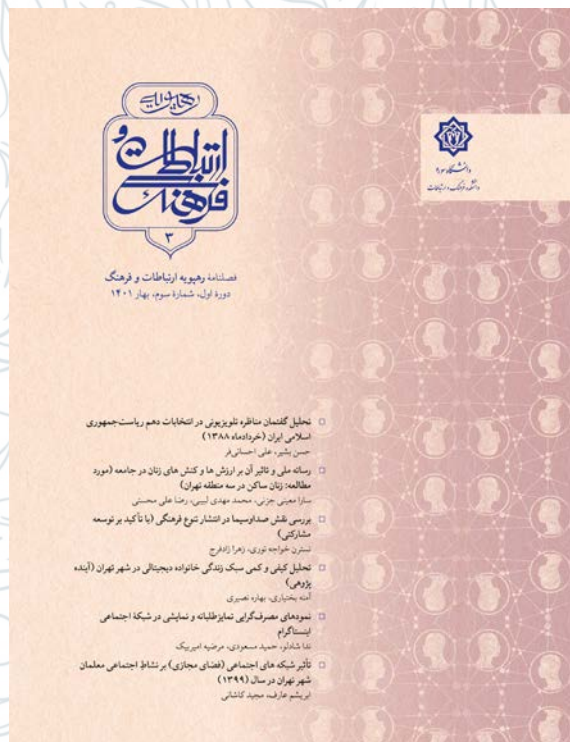 رهپویه
ارتباطات و
فرهنگ
۳
فصلنامهٔ رهپویه ارتباطات و فرهنگ
دورهٔ اول، شمارهٔ سوم، بهار ۱۴۰۱
دانشگاه سوره
دانشکده فرهنگ و ارتباطات
تحلیل گفتمان مناظره تلویزیونی در انتخابات دهم ریاست‌جمهوری
اسلامی ایران (خردادماه ۱۳۸۸)
حسن بشیر، علی احسانی‌فر
رسانه ملی و تاثیر آن بر ارزش ها و کنش های زنان در جامعه (مورد
مطالعه: زنان ساکن در سه منطقه تهران)
سارا معینی جزنی، محمد مهدی لبیبی، رضا علی محسنی
بررسی نقش صداوسیما در انتشار تنوع فرهنگی (با تأکید بر توسعه
مشارکتی)
نسترن خواجه نوری، زهرا زادفرج
تحلیل کیفی و کمی سبک زندگی خانواده دیجیتالی در شهر تهران (آینده
پژوهی)
آمنه بختیاری، بهاره نصیری
نمودهای مصرف‌گرایی تمایزطلبانه و نمایشی در شبکهٔ اجتماعی
اینستاگرام
ندا شادلو، حمید مسعودی، مرضیه امیربیک
تأثیر شبکه های اجتماعی (فضای مجازی) بر نشاط اجتماعی معلمان
شهر تهران در سال (۱۳۹۹)
ابریشم عارف، مجید کاشانی